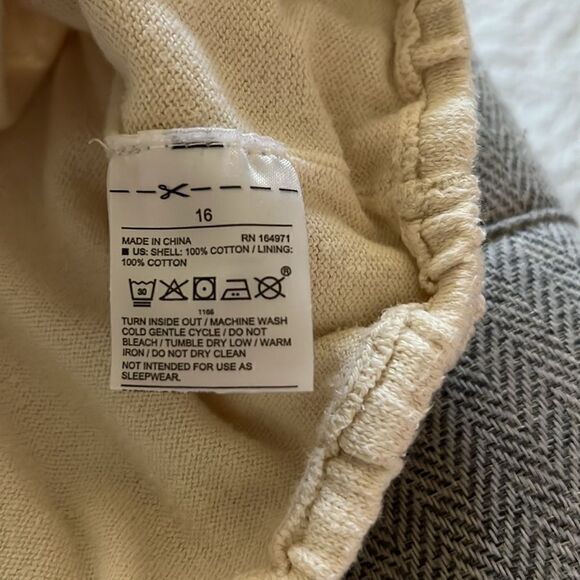 16
MADE IN CHINA RN 164971
■ US: SHELL: 100% COTTON / LINING:
100% COTTON
30
®
1166
TURN INSIDE OUT / MACHINE WASH
COLD GENTLE CYCLE / DO NOT
BLEACH / TUMBLE DRY LOW / WARM
IRON / DO NOT DRY CLEAN
NOT INTENDED FOR USE AS
SLEEPWEAR.